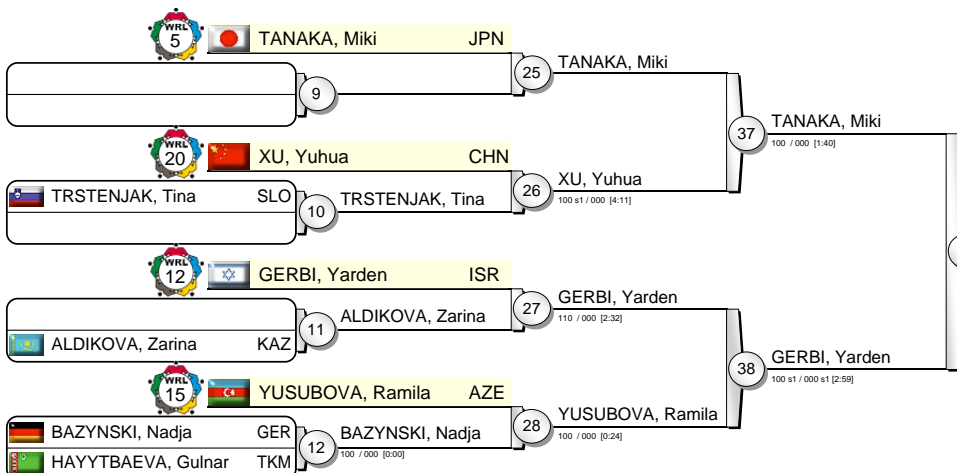 WRL
5
TANAKA, Miki JPN
9
25
TANAKA, Miki
WRL
20
XU, Yuhua CHN
TRSTENJAK, Tina SLO
10
TRSTENJAK, Tina
26
XU, Yuhua
100 s1 / 000 [4:11]
37
TANAKA, Miki
100 / 000 [1:40]
WRL
12
GERBI, Yarden ISR
ALDIKOVA, Zarina KAZ
11
ALDIKOVA, Zarina
27
GERBI, Yarden
110 / 000 [2:32]
WRL
15
YUSUBOVA, Ramila AZE
BAZYNSKI, Nadja GER
HAYYTBAEVA, Gulnar TKM
12
BAZYNSKI, Nadja
100 / 000 [0:00]
28
YUSUBOVA, Ramila
100 / 000 [0:24]
38
GERBI, Yarden
100 s1 / 000 s1 [2:59]